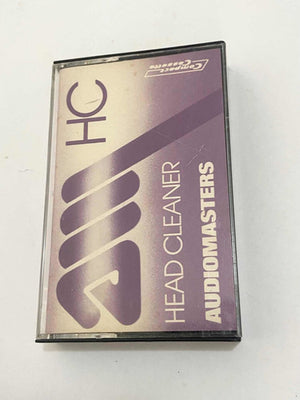 Compact
Cassette
HC
HEAD CLEANER
AUDIOMASTERS